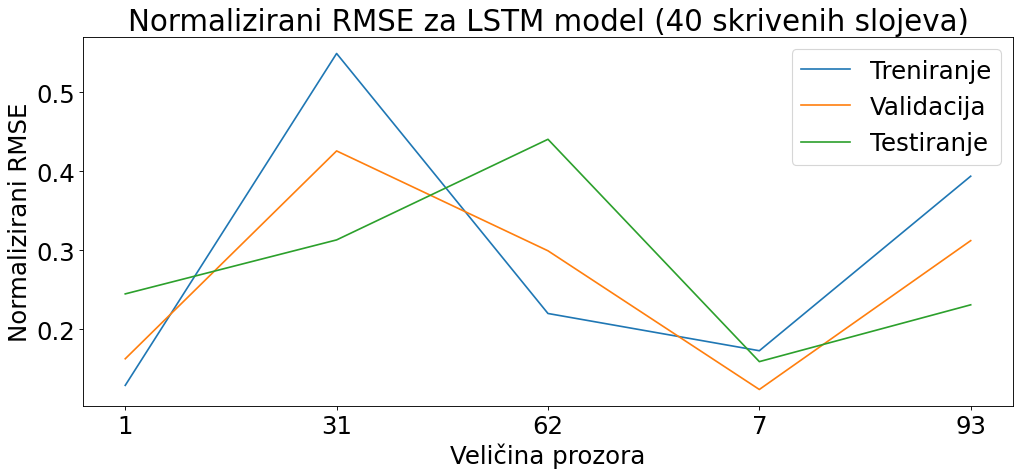 Normalizirani RMSE za LSTM model (40 skrivenih slojeva)
Treniranje
Validacija
Testiranje
Normalizirani RMSE
0.5
0.4
0.3
0.2
1 31 62 7 93
Veličina prozora